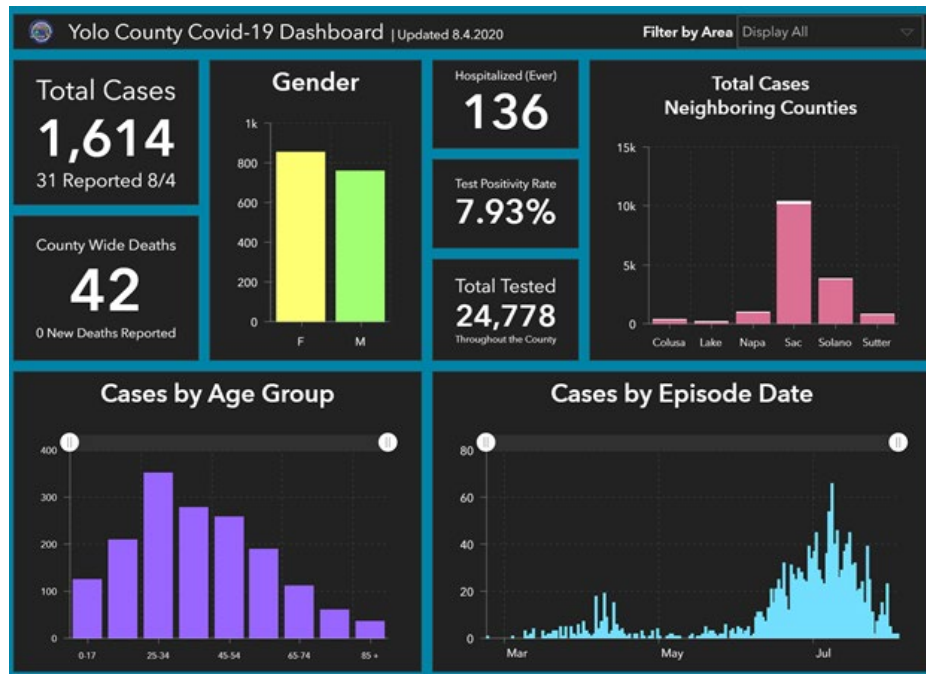 Yolo County Covid-19 Dashboard | Updated 8.4.2020
Filter by Area
Display All
Total Cases
1,614
31 Reported 8/4
County Wide Deaths
42
0 New Deaths Reported
Gender
1k
800
600
400
200
0
F M
Hospitalized (Ever)
136
Test Positivity Rate
7.93%
Total Tested
24,778
Throughout the County
Total Cases
Neighboring Counties
15k
10k
5k
0
Colusa Lake Napa Sac Solano Sutter
Cases by Age Group
400
300
200
100
0
0-17 25-34 45-54 65-74 85 +
Cases by Episode Date
80
60
40
20
0
Mar May Jul